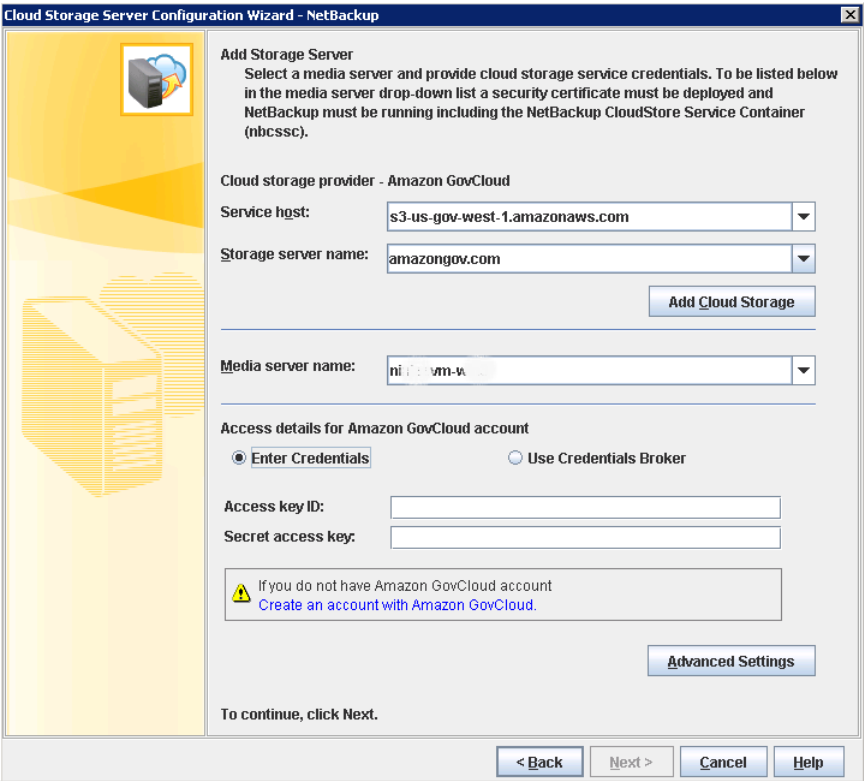 Cloud Storage Server Configuration Wizard - NetBackup
Add Storage Server
Select a media server and provide cloud storage service credentials. To be listed below
in the media server drop-down list a security certificate must be deployed and
NetBackup must be running including the NetBackup CloudStore Service Container
(nbcssc).
Cloud storage provider - Amazon GovCloud
Service host: s3-us-gov-west-1.amazonaws.com
Storage server name: amazongov.com
Add Cloud Storage
Media server name:
Access details for Amazon GovCloud account
Enter Credentials Use Credentials Broker
Access key ID:
Secret access key:
If you do not have Amazon GovCloud account
Create an account with Amazon GovCloud.
Advanced Settings
To continue, click Next.
< Back Next > Cancel Help